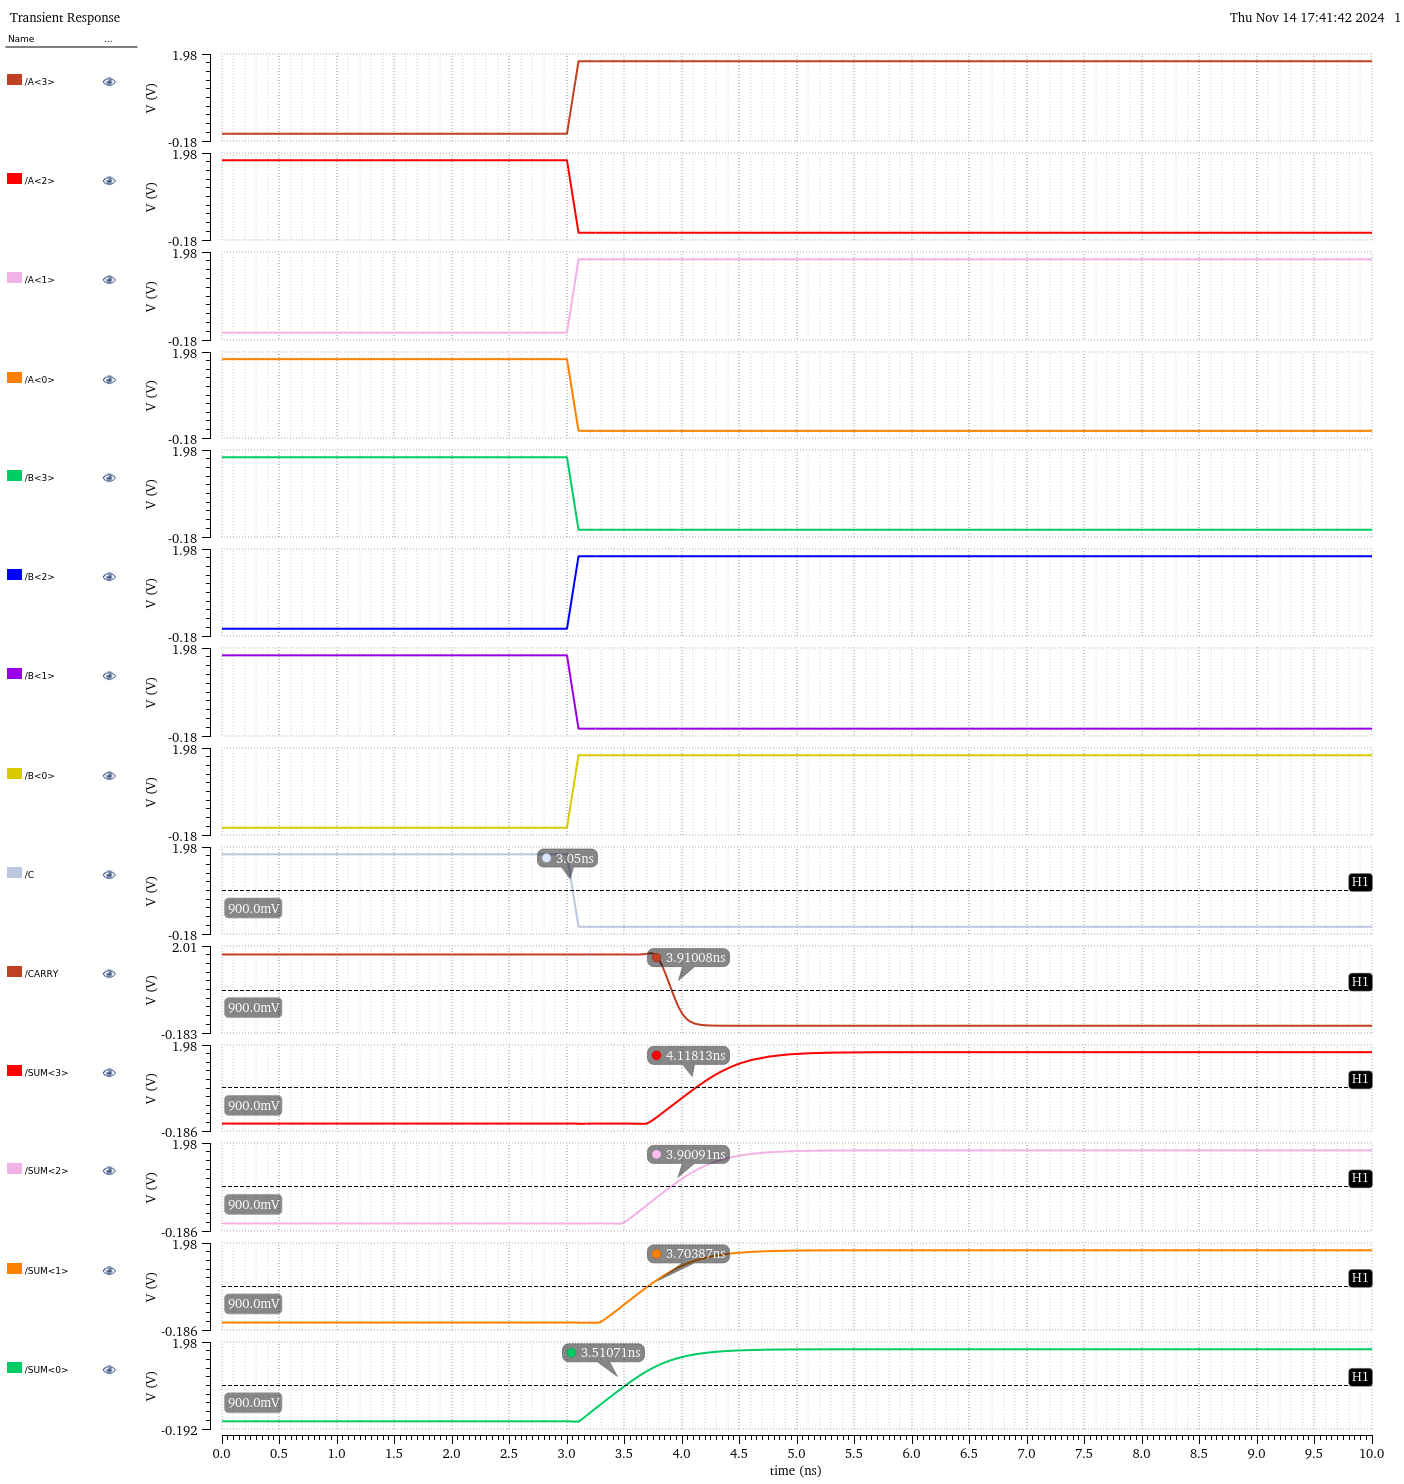 Transient Response
Thu Nov 14 17:41:42 2024 1
Name ...
1.98
/A<3>
V (V)
-0.18
1.98
/A<2>
V (V)
-0.18
1.98
/A<1>
V (V)
-0.18
1.98
/A<0>
V (V)
-0.18
1.98
/B<3>
V (V)
-0.18
1.98
/B<2>
V (V)
-0.18
1.98
/B<1>
V (V)
-0.18
1.98
/B<0>
V (V)
-0.18
1.98
3.05ns
/C
V (V)
H1
900.0mV
-0.18
2.01
3.91008ns
/CARRY
V (V)
H1
900.0mV
-0.183
1.98
4.11813ns
/SUM<3>
V (V)
H1
900.0mV
-0.186
1.98
3.90091ns
/SUM<2>
V (V)
H1
900.0mV
-0.186
1.98
3.70387ns
/SUM<1>
V (V)
H1
900.0mV
-0.186
1.98
3.51071ns
/SUM<0>
V (V)
H1
900.0mV
-0.192
0.0 0.5 1.0 1.5 2.0 2.5 3.0 3.5 4.0 4.5 5.0 5.5 6.0 6.5 7.0 7.5 8.0 8.5 9.0 9.5 10.0
time (ns)